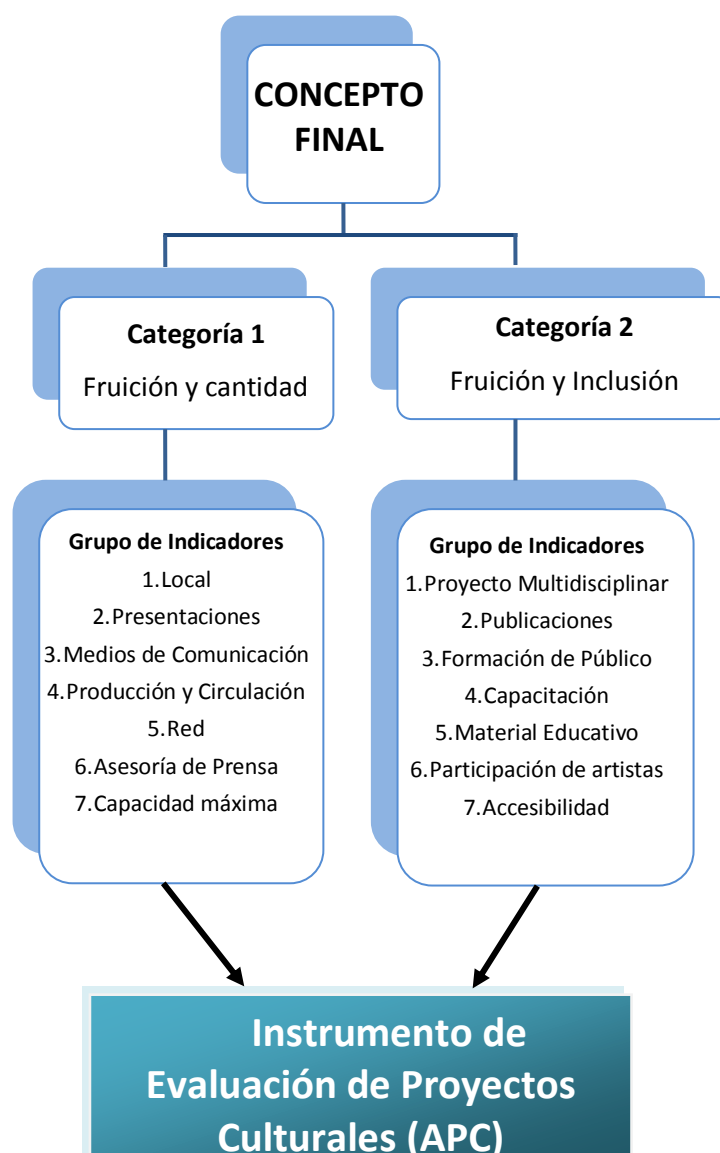 CONCEPTO
FINAL
Categoría 1
Fruición y cantidad
Categoría 2
Fruición y Inclusión
Grupo de Indicadores
1.Local
2.Presentaciones
3.Medios de Comunicación
4.Producción y Circulación
5.Red
6.Asesoría de Prensa
7.Capacidad máxima
Grupo de Indicadores
1.Proyecto Multidisciplinar
2.Publicaciones
3.Formación de Público
4.Capacitación
5.Material Educativo
6.Participación de artistas
7.Accesibilidad
Instrumento de
Evaluación de Proyectos
Culturales (APC)